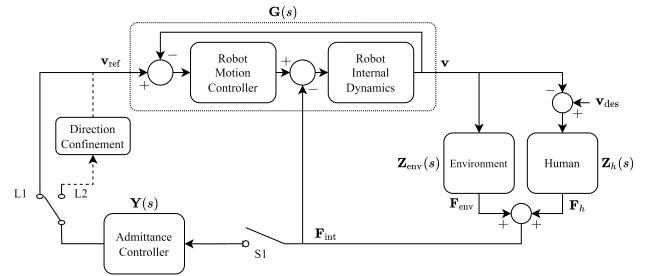 G(s)
v_ref
−
+
Robot
Motion
Controller
+
−
Robot
Internal
Dynamics
v
−
+
v_des
Direction
Confinement
Z_env(s)
Environment
Human
Z_h(s)
L1
L2
Y(s)
Admittance
Controller
S1
F_int
F_env
F_h
+
+